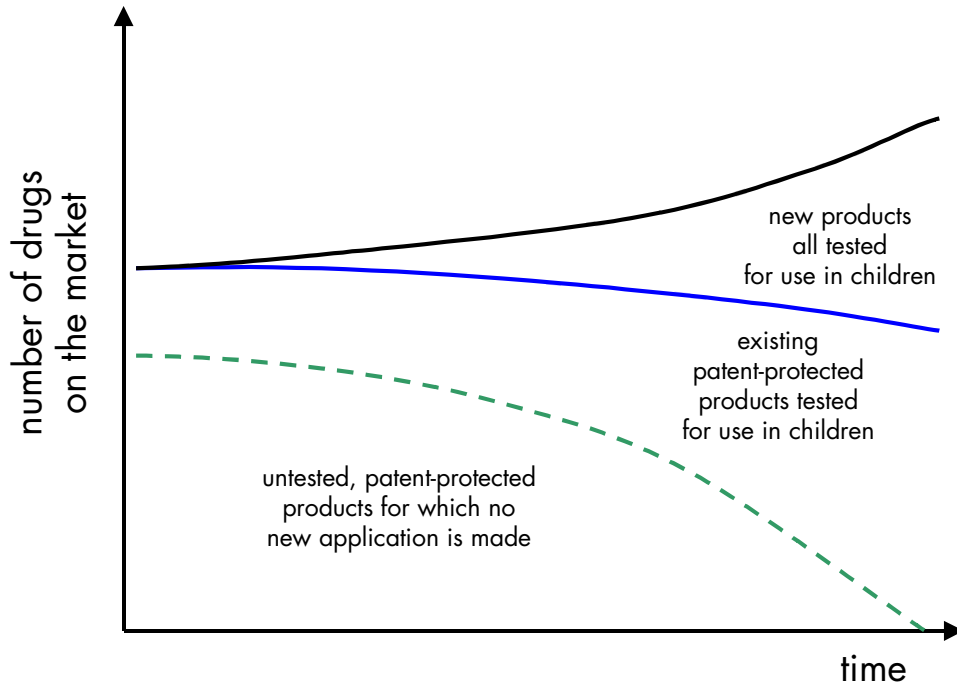 number of drugs
on the market
new products
all tested
for use in children
existing
patent-protected
products tested
for use in children
untested, patent-protected
products for which no
new application is made
time